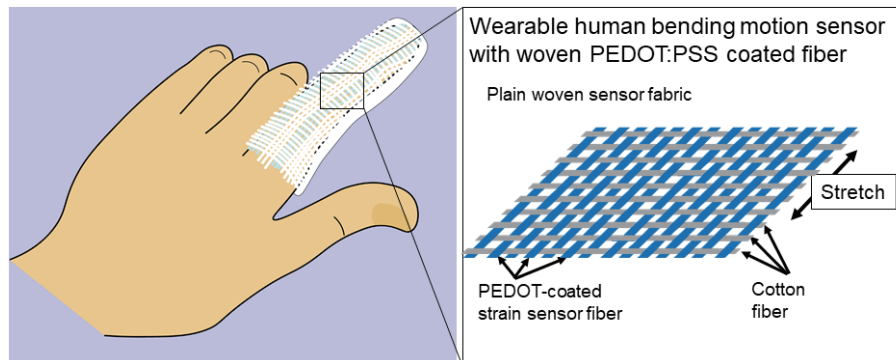 Wearable human bending motion sensor
with woven PEDOT:PSS coated fiber
Plain woven sensor fabric
Stretch
PEDOT-coated
strain sensor fiber
Cotton
fiber